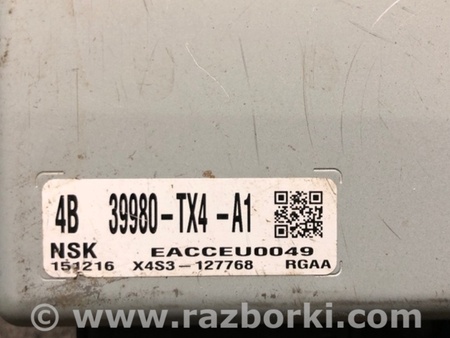 4B 39980-TX4-A1
NSK EACCEU0049
151216 X4S3-127768 RGAA
© www.razborki.com